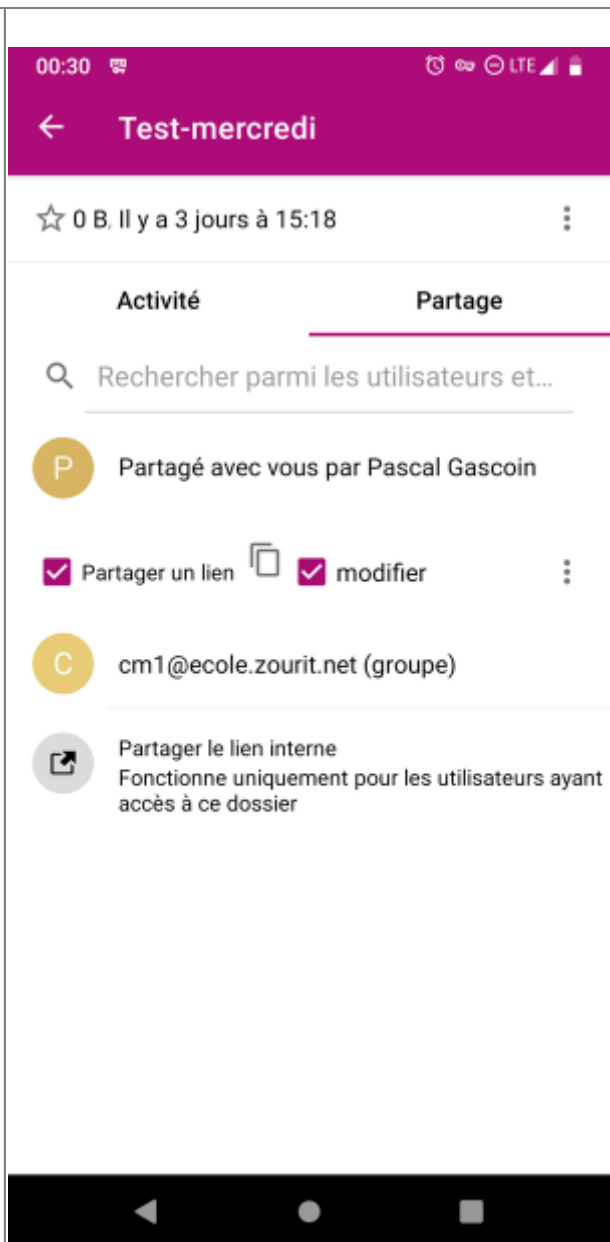 00:30 LTE
Test-mercredi
0 B, Il y a 3 jours à 15:18
Activité Partage
Rechercher parmi les utilisateurs et...
P Partagé avec vous par Pascal Gascoin
Partager un lien modifier
C cm1@ecole.zourit.net (groupe)
Partager le lien interne
Fonctionne uniquement pour les utilisateurs ayant
accès à ce dossier